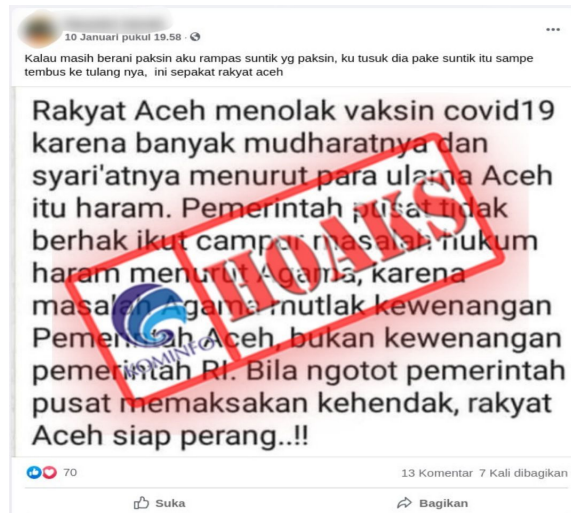 10 Januari pukul 19.58 ·
Kalau masih berani paksin aku rampas suntik yg paksin, ku tusuk dia pake suntik itu sampe
tembus ke tulang nya, ini sepakat rakyat aceh
Rakyat Aceh menolak vaksin covid19
karena banyak mudharatnya dan
syari'atnya menurut para ulama Aceh
itu haram. Pemerintah pusat tidak
berhak ikut campur masalah hukum
haram menurut Agama, karena
masalah Agama mutlak kewenangan
Pemerintah Aceh, bukan kewenangan
pemerintah RI. Bila ngotot pemerintah
pusat memaksakan kehendak, rakyat
Aceh siap perang..!!
HOAKS
KOMINFO
70
13 Komentar 7 Kali dibagikan
Suka
Bagikan